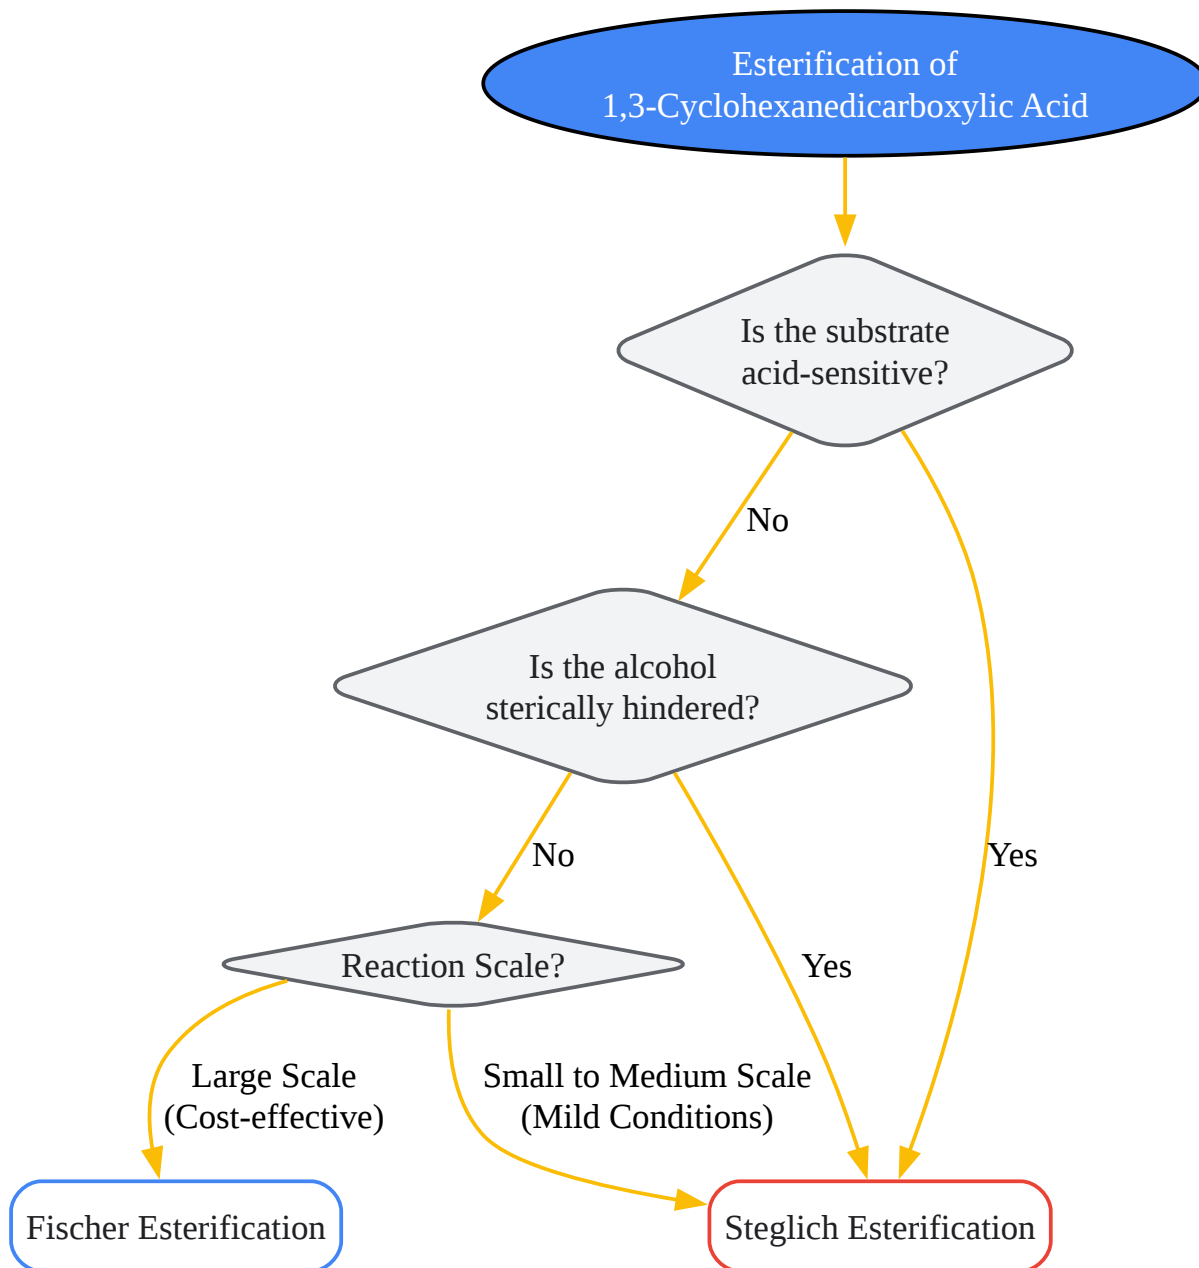 Esterification of
1,3-Cyclohexanedicarboxylic Acid
Is the substrate
acid-sensitive?
No
Is the alcohol
sterically hindered?
No
Yes
Reaction Scale?
Yes
Large Scale
(Cost-effective)
Small to Medium Scale
(Mild Conditions)
Fischer Esterification
Steglich Esterification